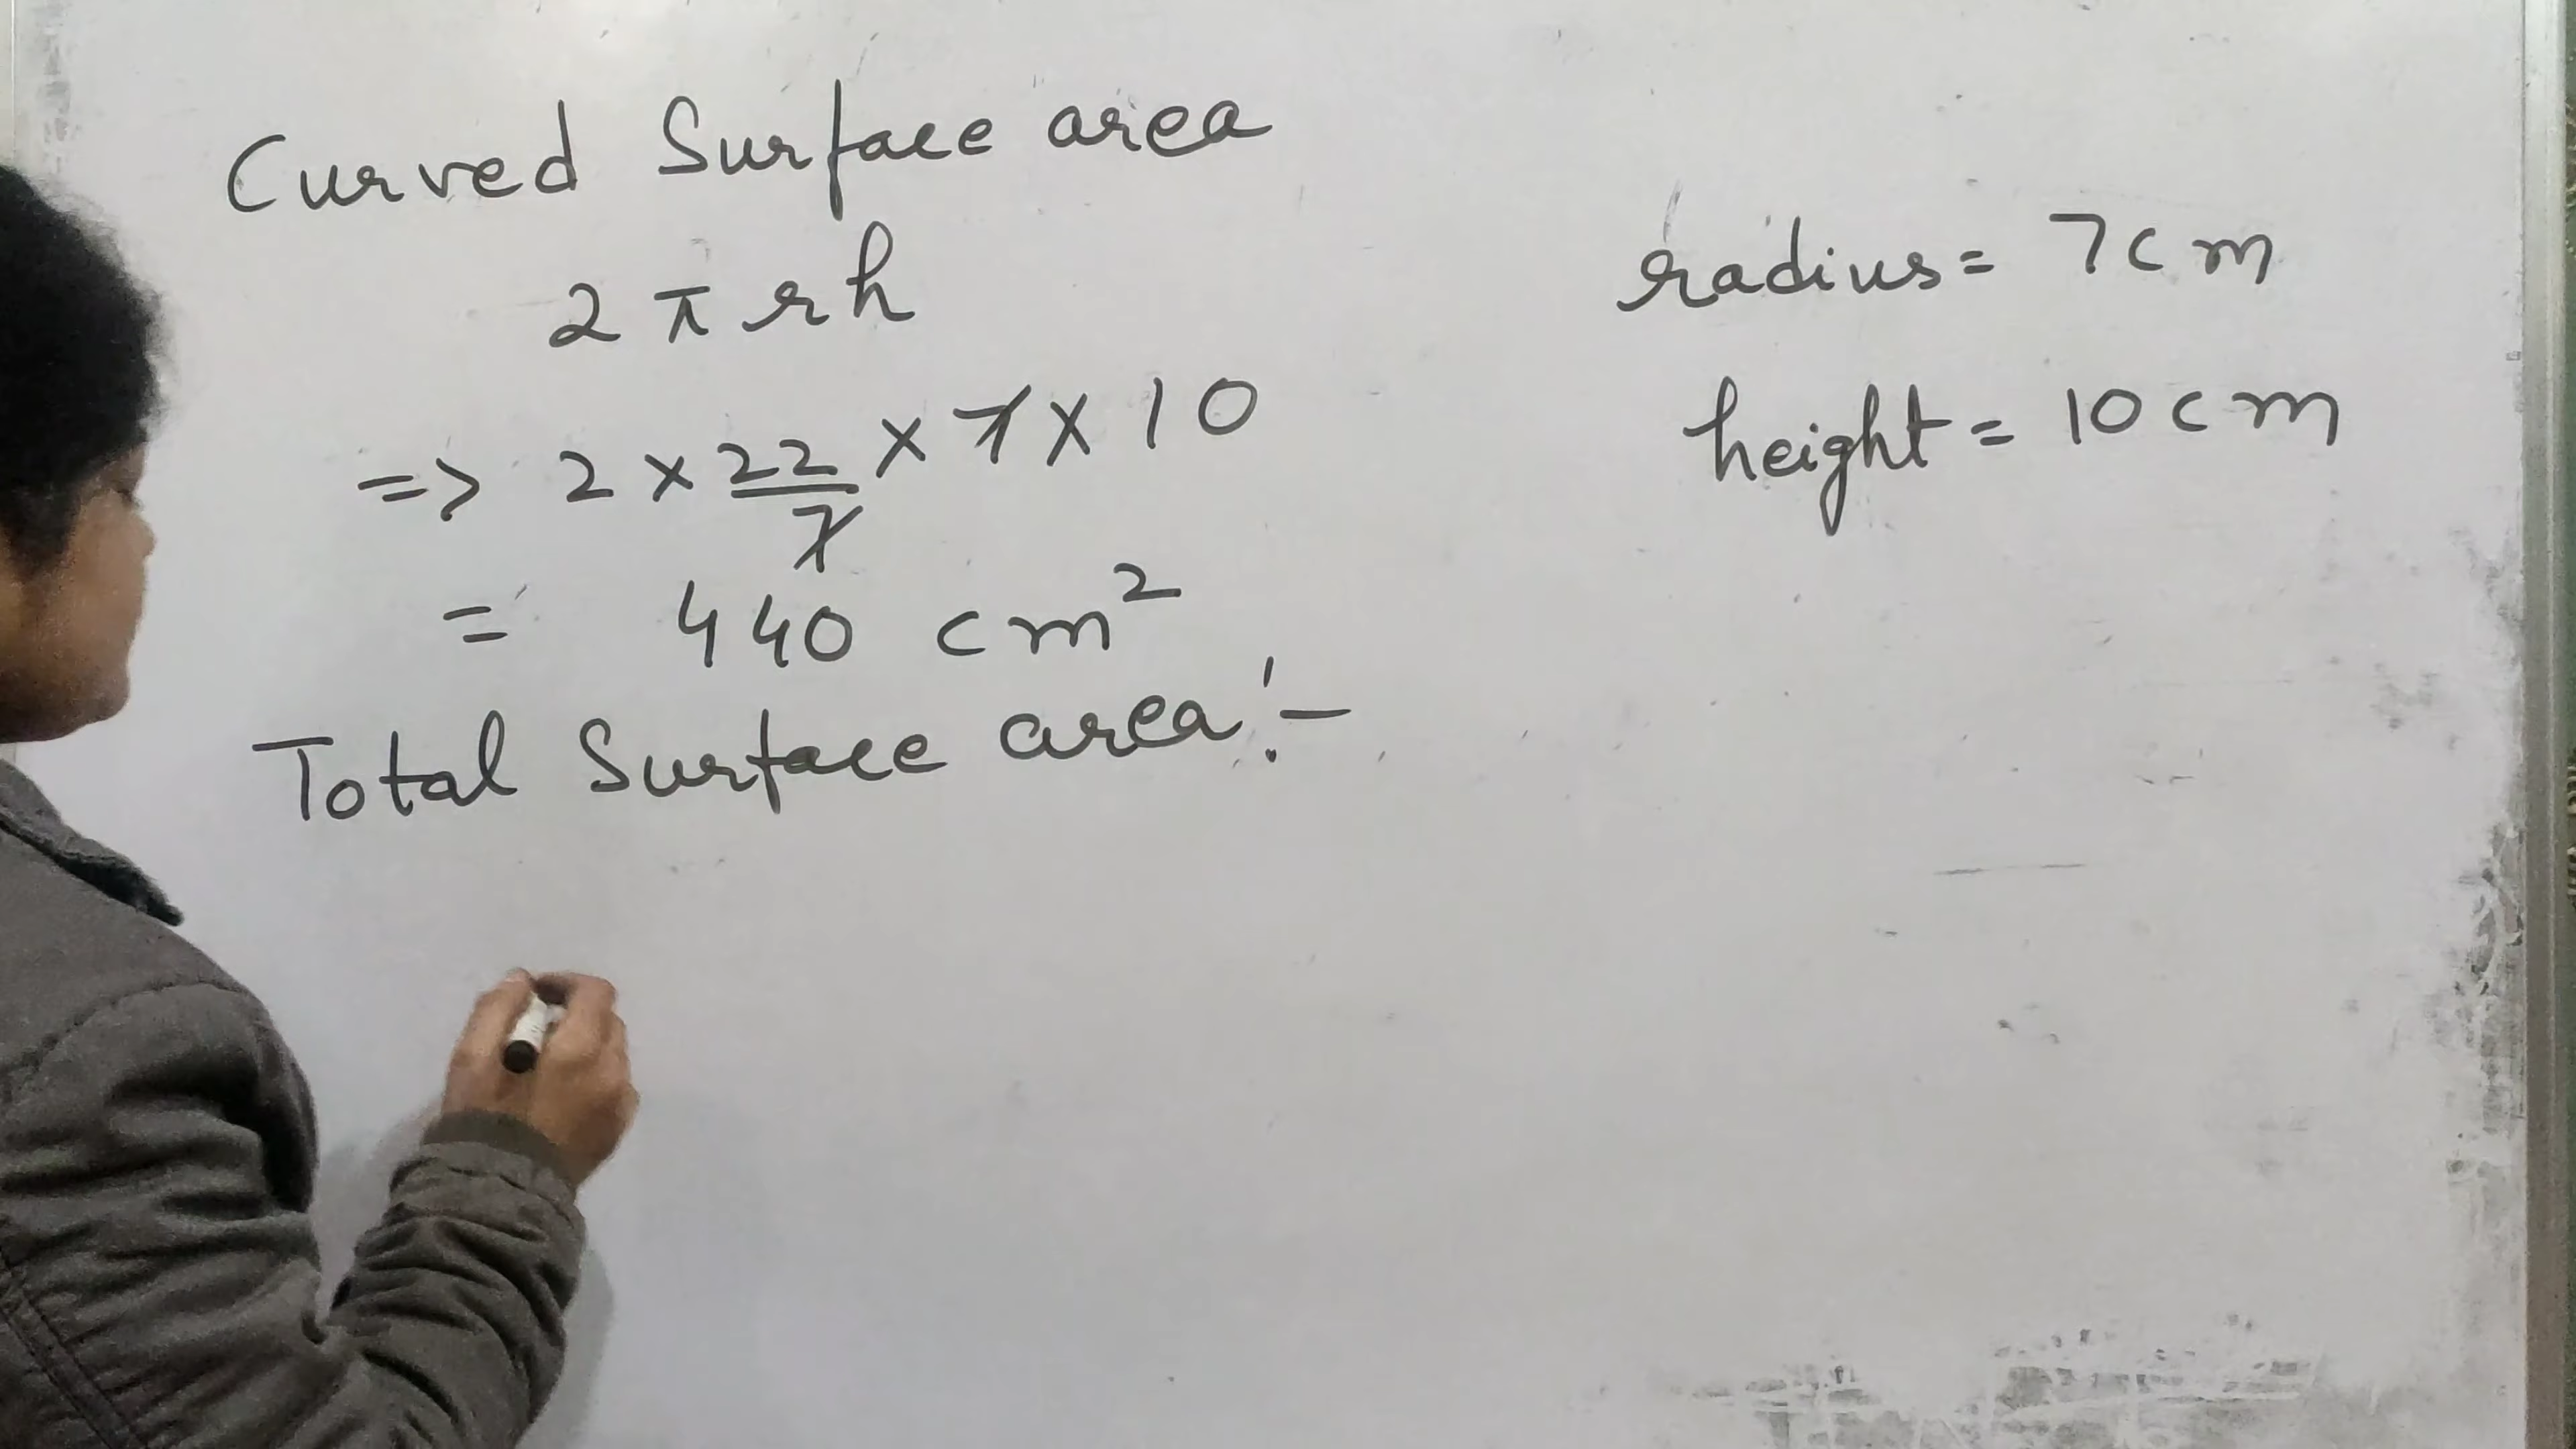 Curved Surface area
2 π r h
=> 2 × 22/7 × 7 × 10
= 440 cm²
Total Surface area :-
radius = 7 cm
height = 10 cm